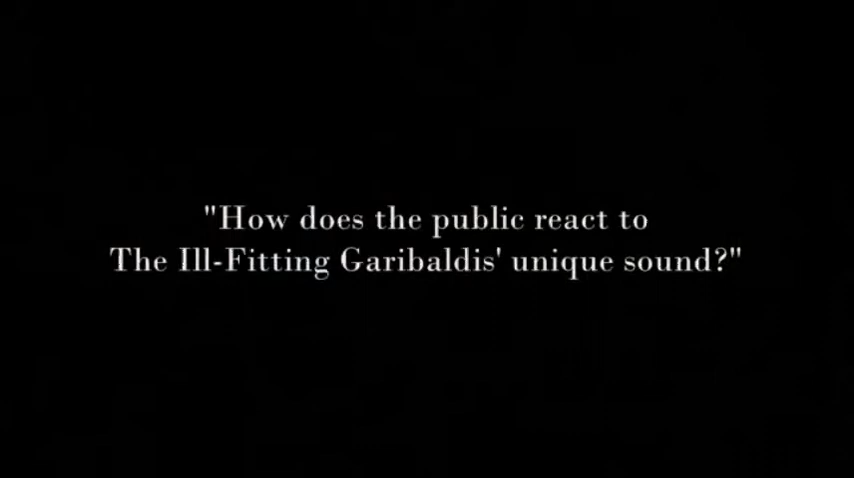 "How does the public react to
The Ill-Fitting Garibaldis' unique sound?"